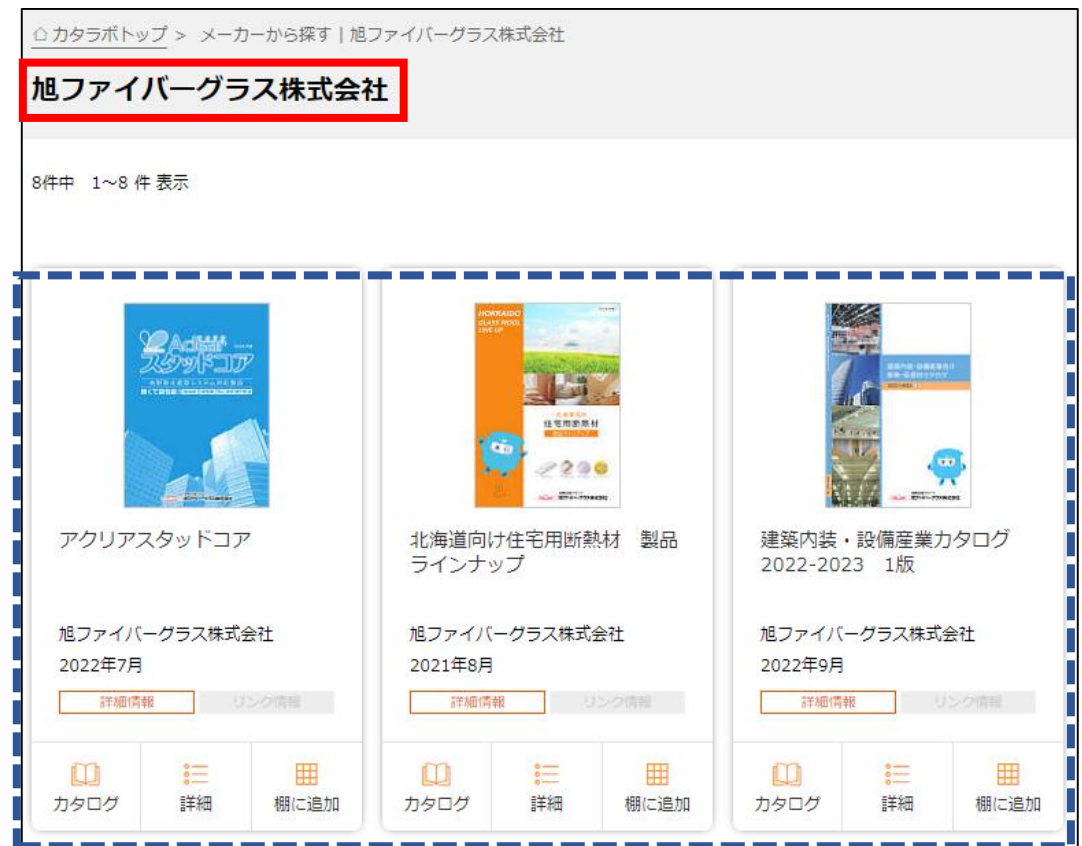 カタラボトップ > メーカーから探す | 旭ファイバーグラス株式会社
旭ファイバーグラス株式会社
8件中 1～8 件 表示
Aclear
スタッドコア
HOKKAIDO
GLASS WOOL
LINE UP
北海道向け
住宅用断熱材
アクリアスタッドコア
旭ファイバーグラス株式会社
2022年7月
詳細情報 リンク情報
カタログ 詳細 棚に追加
北海道向け住宅用断熱材 製品
ラインナップ
旭ファイバーグラス株式会社
2021年8月
詳細情報 リンク情報
カタログ 詳細 棚に追加
建築内装・設備産業カタログ
2022-2023 1版
旭ファイバーグラス株式会社
2022年9月
詳細情報 リンク情報
カタログ 詳細 棚に追加